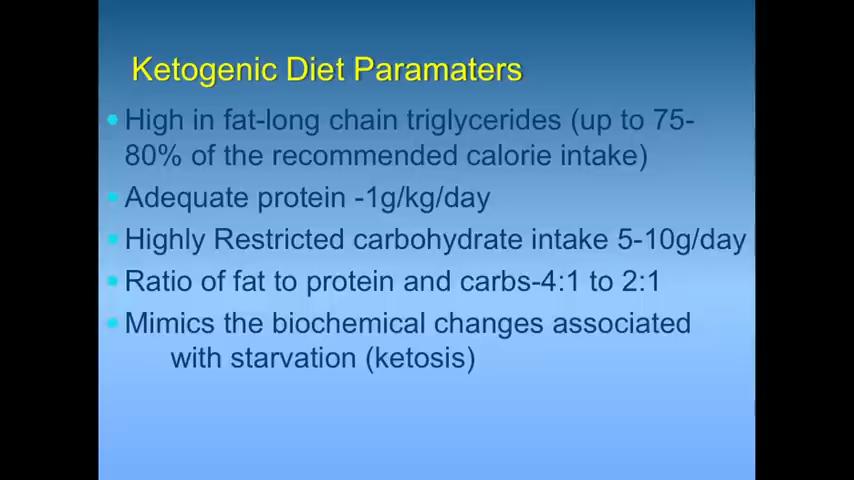 Ketogenic Diet Paramaters
• High in fat-long chain triglycerides (up to 75-
80% of the recommended calorie intake)
• Adequate protein -1g/kg/day
• Highly Restricted carbohydrate intake 5-10g/day
• Ratio of fat to protein and carbs-4:1 to 2:1
• Mimics the biochemical changes associated
with starvation (ketosis)